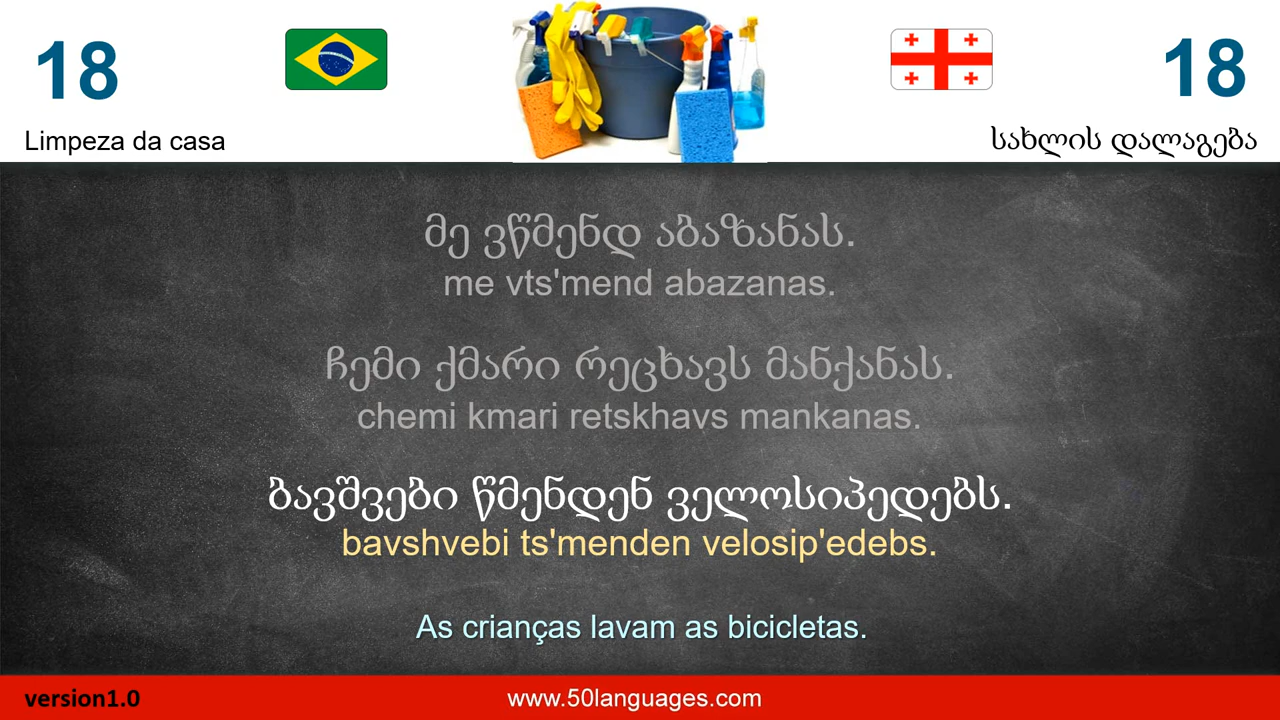 18
18
Limpeza da casa
სახლის დალაგება
მე ვწმენდ აბაზანას.
me vts'mend abazanas.
ჩემი ქმარი რეცხავს მანქანას.
chemi kmari retskhavs mankanas.
ბავშვები წმენდენ ველოსიპედებს.
bavshvebi ts'menden velosip'edebs.
As crianças lavam as bicicletas.
version1.0
www.50languages.com